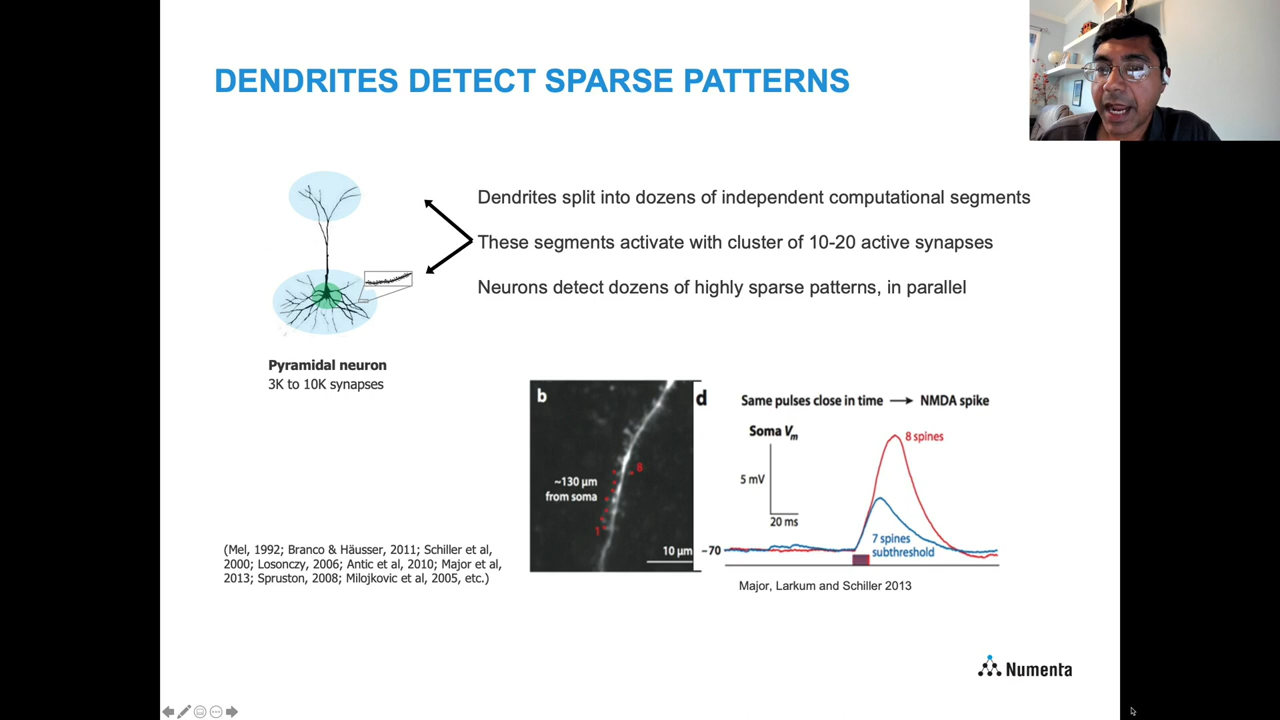 DENDRITES DETECT SPARSE PATTERNS
Dendrites split into dozens of independent computational segments
These segments activate with cluster of 10-20 active synapses
Neurons detect dozens of highly sparse patterns, in parallel
Pyramidal neuron
3K to 10K synapses
b
~130 µm
from soma
8
1
10 µm
d
Same pulses close in time → NMDA spike
Soma Vm
8 spines
5 mV
20 ms
7 spines
subthreshold
−70
Major, Larkum and Schiller 2013
(Mel, 1992; Branco & Häusser, 2011; Schiller et al,
2000; Losonczy, 2006; Antic et al, 2010; Major et al,
2013; Spruston, 2008; Milojkovic et al, 2005, etc.)
Numenta